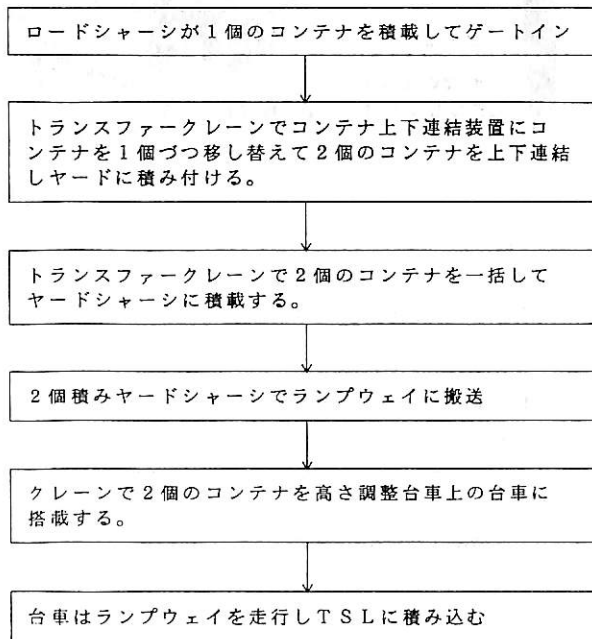 ロードシャーシが1個のコンテナを積載してゲートイン
トランスファークレーンでコンテナ上下連結装置にコ
ンテナを1個づつ移し替えて2個のコンテナを上下連結
しヤードに積み付ける。
トランスファークレーンで2個のコンテナを一括して
ヤードシャーシに積載する。
2個積みヤードシャーシでランプウェイに搬送
クレーンで2個のコンテナを高さ調整台車上の台車に
搭載する。
台車はランプウェイを走行しTSLに積み込む